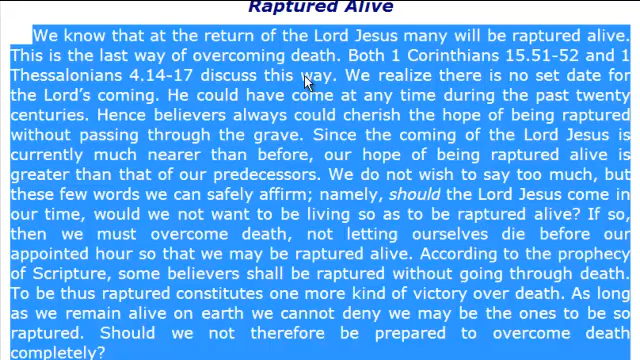 Raptured Alive
We know that at the return of the Lord Jesus many will be raptured alive.
This is the last way of overcoming death. Both 1 Corinthians 15.51-52 and 1
Thessalonians 4.14-17 discuss this way. We realize there is no set date for
the Lord's coming. He could have come at any time during the past twenty
centuries. Hence believers always could cherish the hope of being raptured
without passing through the grave. Since the coming of the Lord Jesus is
currently much nearer than before, our hope of being raptured alive is
greater than that of our predecessors. We do not wish to say too much, but
these few words we can safely affirm; namely, should the Lord Jesus come in
our time, would we not want to be living so as to be raptured alive? If so,
then we must overcome death, not letting ourselves die before our
appointed hour so that we may be raptured alive. According to the prophecy
of Scripture, some believers shall be raptured without going through death.
To be thus raptured constitutes one more kind of victory over death. As long
as we remain alive on earth we cannot deny we may be the ones to be so
raptured. Should we not therefore be prepared to overcome death
completely?